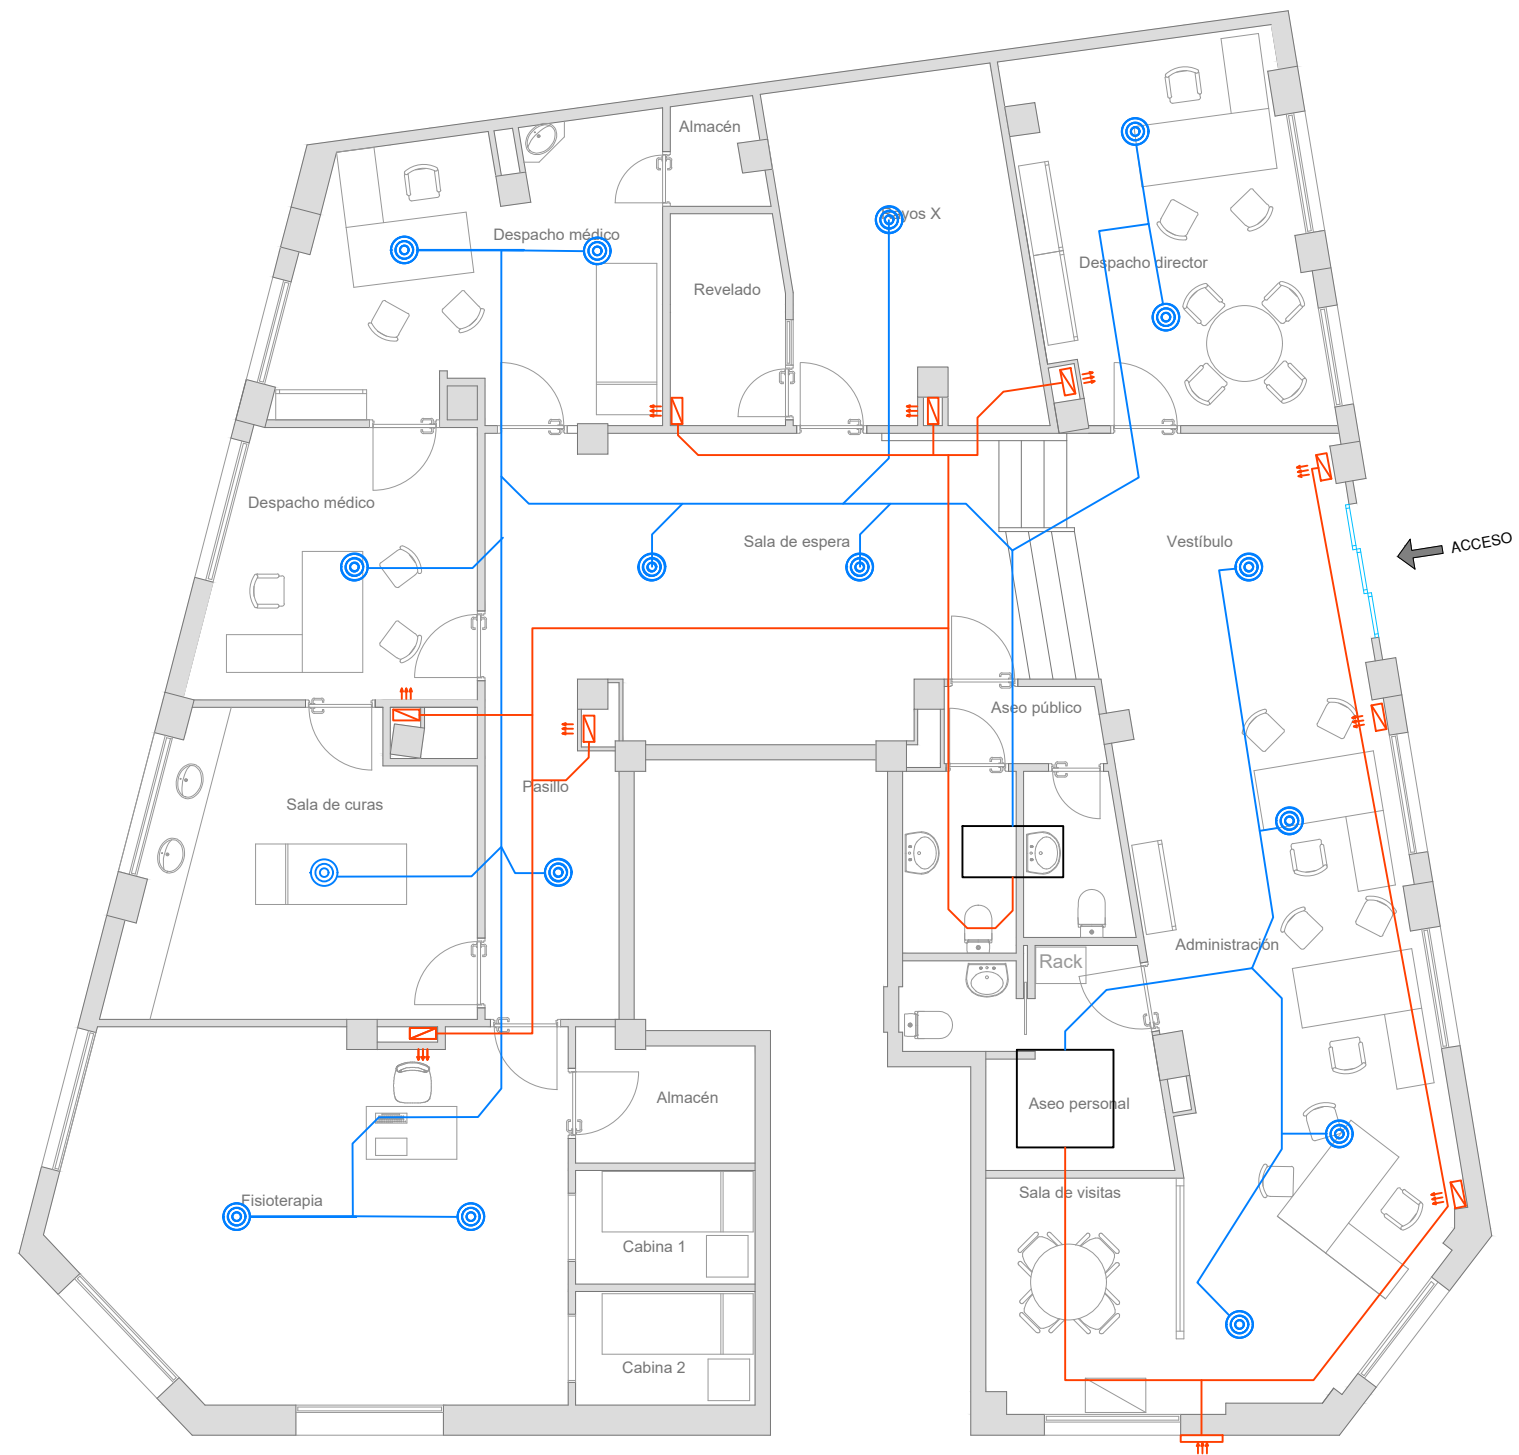 Almacén
Despacho médico
Rayos X
Despacho director
Revelado
Despacho médico
Sala de espera
Vestíbulo
ACCESO
Aseo público
Pasillo
Sala de curas
Administración
Rack
Almacén
Aseo personal
Fisioterapia
Sala de visitas
Cabina 1
Cabina 2